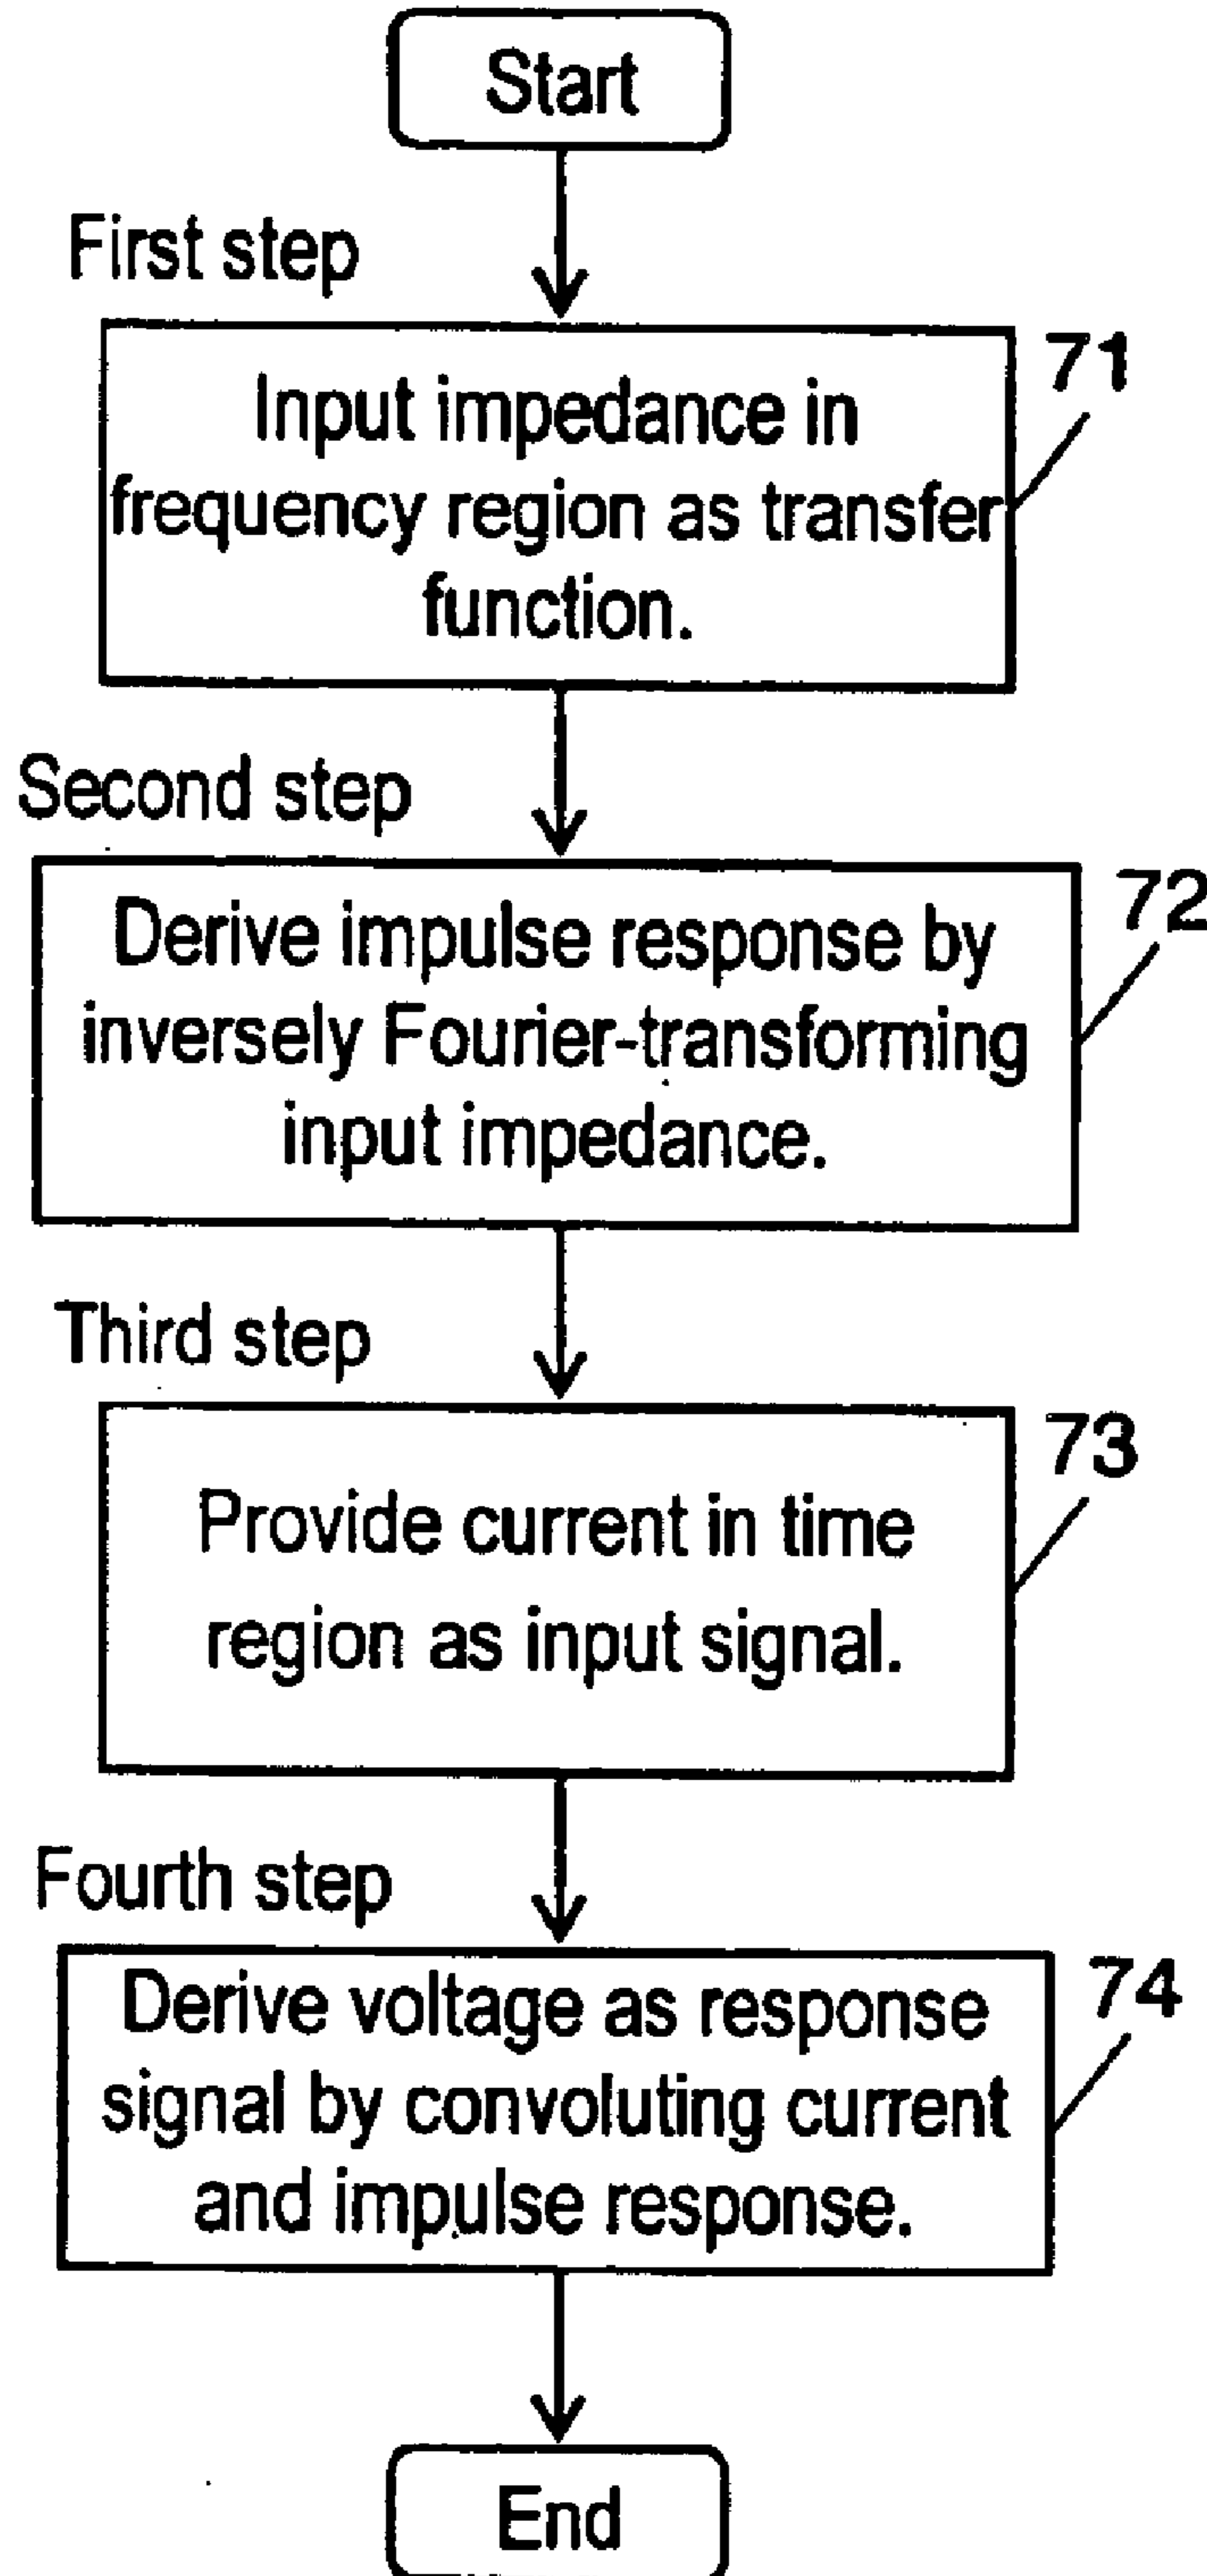 Start
First step
71
Input impedance in
frequency region as transfer
function.
Second step
72
Derive impulse response by
inversely Fourier-transforming
input impedance.
Third step
73
Provide current in time
region as input signal.
Fourth step
74
Derive voltage as response
signal by convoluting current
and impulse response.
End